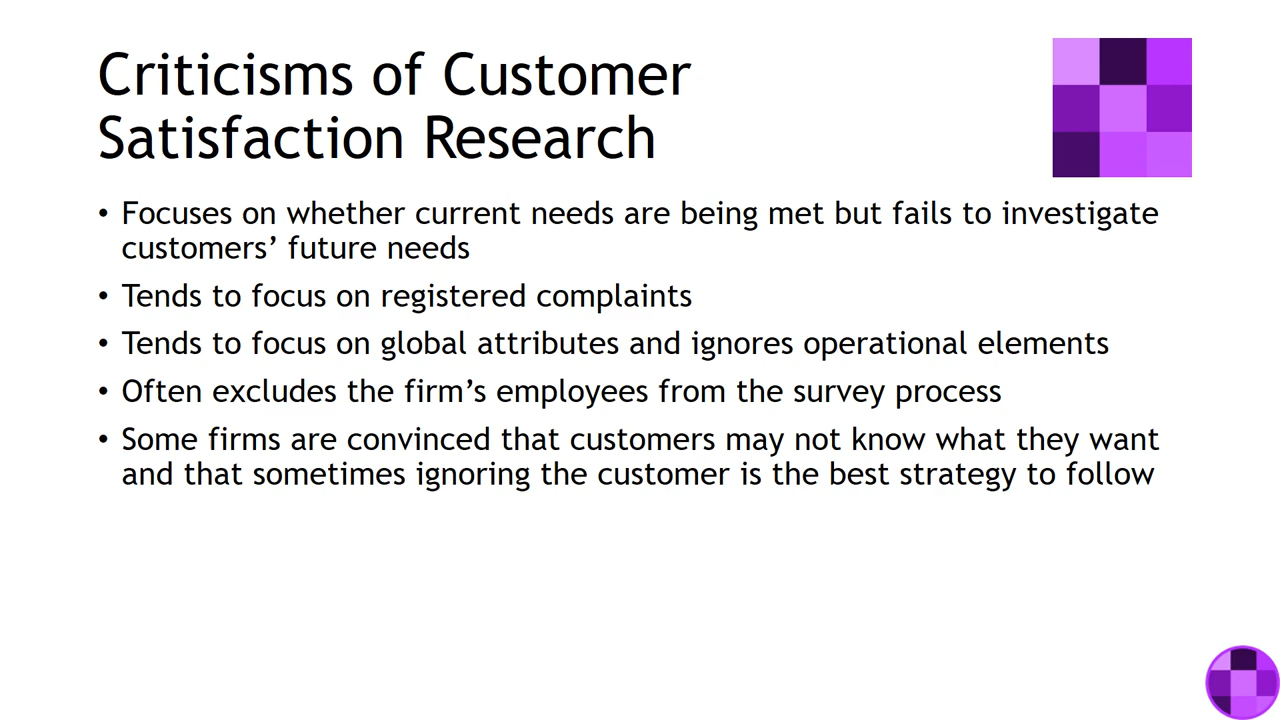 Criticisms of Customer
Satisfaction Research
• Focuses on whether current needs are being met but fails to investigate
customers’ future needs
• Tends to focus on registered complaints
• Tends to focus on global attributes and ignores operational elements
• Often excludes the firm’s employees from the survey process
• Some firms are convinced that customers may not know what they want
and that sometimes ignoring the customer is the best strategy to follow